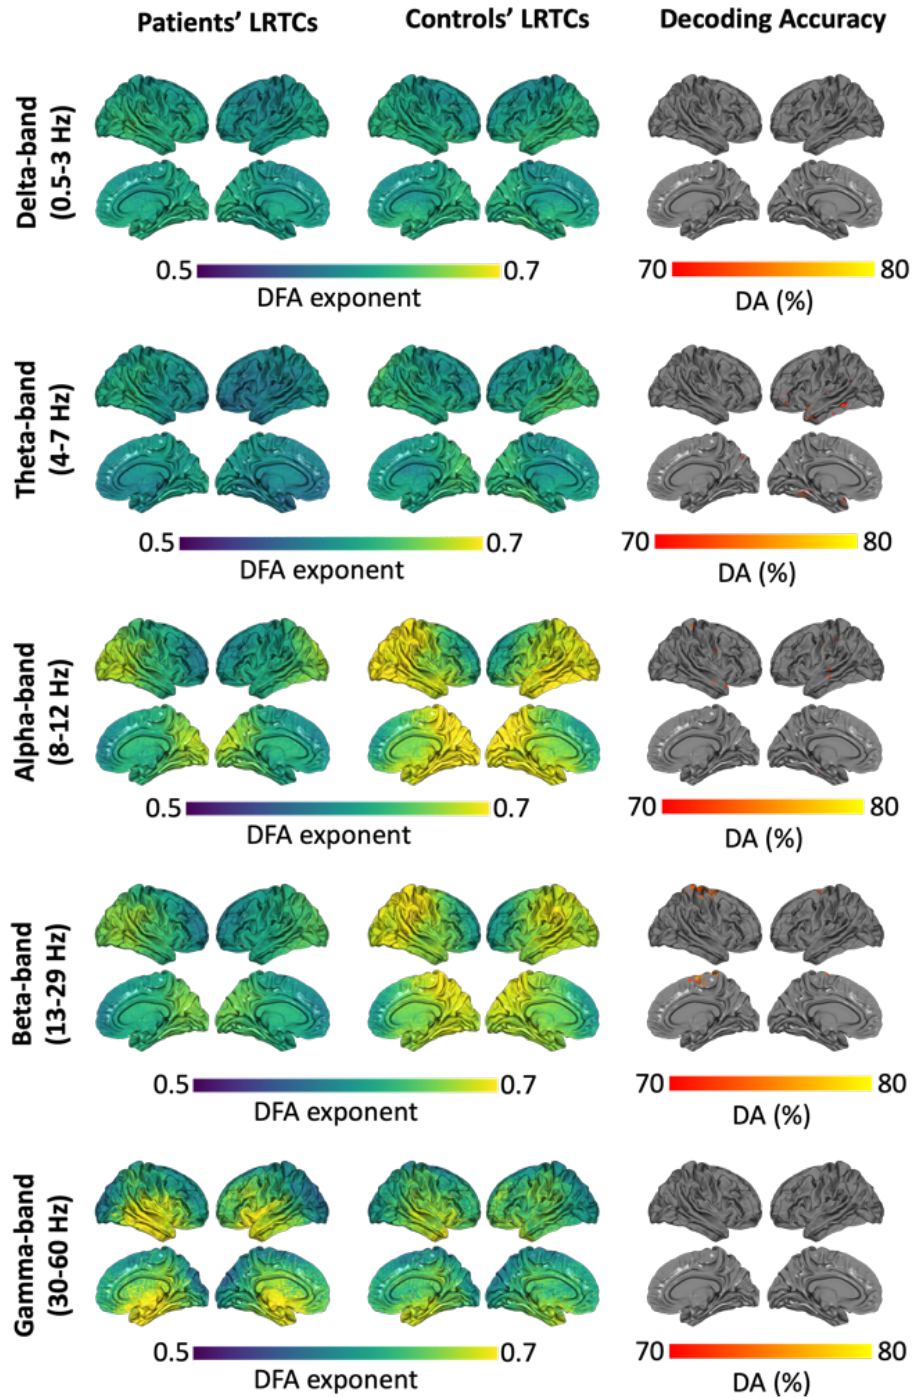 Patients' LRTCs Controls' LRTCs Decoding Accuracy
Delta-band
(0.5-3 Hz)
0.5 0.7 70 80
DFA exponent DA (%)
Theta-band
(4–7 Hz)
0.5 0.7 70 80
DFA exponent DA (%)
Alpha-band
(8-12 Hz)
0.5 0.7 70 80
DFA exponent DA (%)
Beta-band
(13-29 Hz)
0.5 0.7 70 80
DFA exponent DA (%)
Gamma-band
(30-60 Hz)
0.5 0.7 70 80
DFA exponent DA (%)